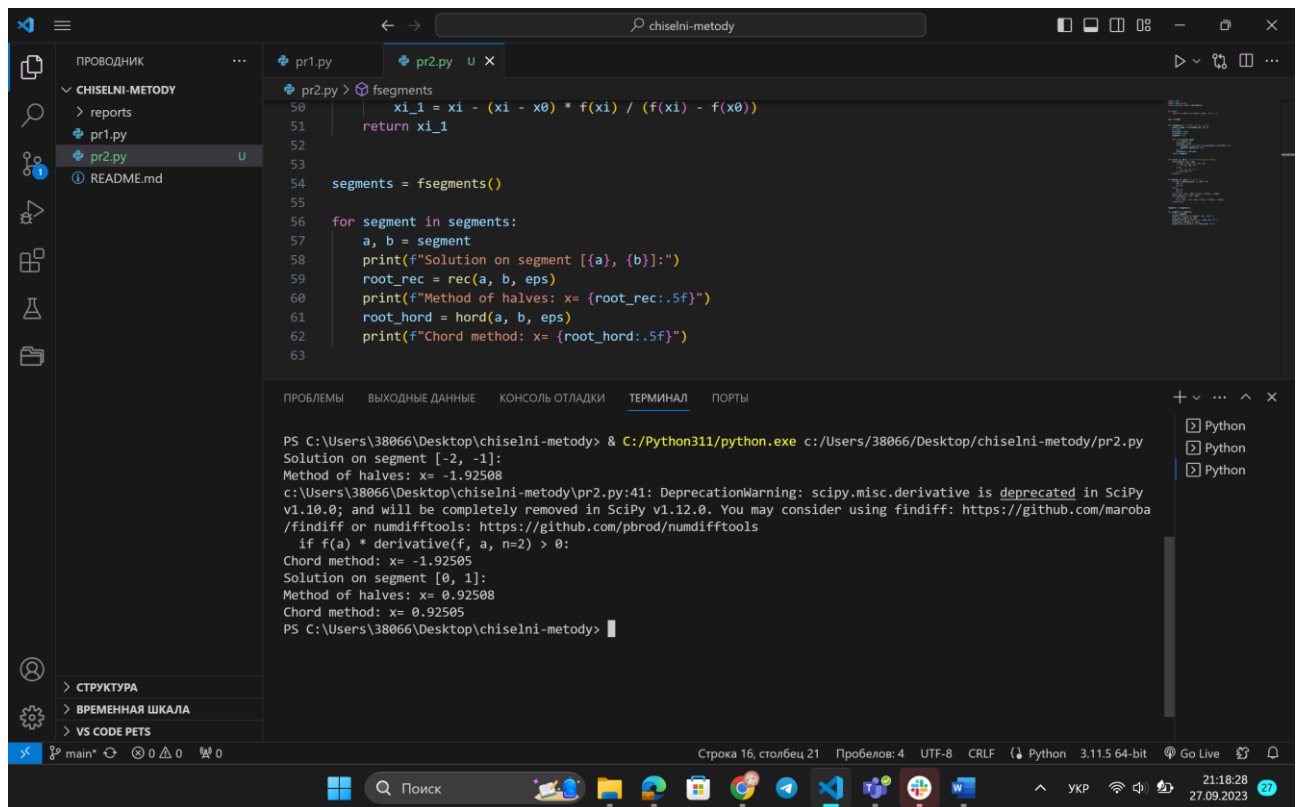 chiselni-metody
ПРОВОДНИК
CHISELNI-METODY
reports
pr1.py
pr2.py U
README.md
СТРУКТУРА
ВРЕМЕННАЯ ШКАЛА
VS CODE PETS
pr1.py pr2.py U
pr2.py > fsegments
50 xi_1 = xi - (xi - x0) * f(xi) / (f(xi) - f(x0))
51 return xi_1
52
53
54 segments = fsegments()
55
56 for segment in segments:
57 a, b = segment
58 print(f"Solution on segment [{a}, {b}]:")
59 root_rec = rec(a, b, eps)
60 print(f"Method of halves: x= {root_rec:.5f}")
61 root_hord = hord(a, b, eps)
62 print(f"Chord method: x= {root_hord:.5f}")
63
ПРОБЛЕМЫ ВЫХОДНЫЕ ДАННЫЕ КОНСОЛЬ ОТЛАДКИ ТЕРМИНАЛ ПОРТЫ
PS C:\Users\38066\Desktop\chiselni-metody> & C:/Python311/python.exe c:/Users/38066/Desktop/chiselni-metody/pr2.py
Solution on segment [-2, -1]:
Method of halves: x= -1.92508
c:\Users\38066\Desktop\chiselni-metody\pr2.py:41: DeprecationWarning: scipy.misc.derivative is deprecated in SciPy
v1.10.0; and will be completely removed in SciPy v1.12.0. You may consider using findiff: https://github.com/maroba
/findiff or numdifftools: https://github.com/pbrod/numdifftools
if f(a) * derivative(f, a, n=2) > 0:
Chord method: x= -1.92505
Solution on segment [0, 1]:
Method of halves: x= 0.92508
Chord method: x= 0.92505
PS C:\Users\38066\Desktop\chiselni-metody>
Python
Python
Python
main* 0 0 0 Строка 16, столбец 21 Пробелов: 4 UTF-8 CRLF Python 3.11.5 64-bit Go Live
Поиск
УКР
21:18:28
27.09.2023
27